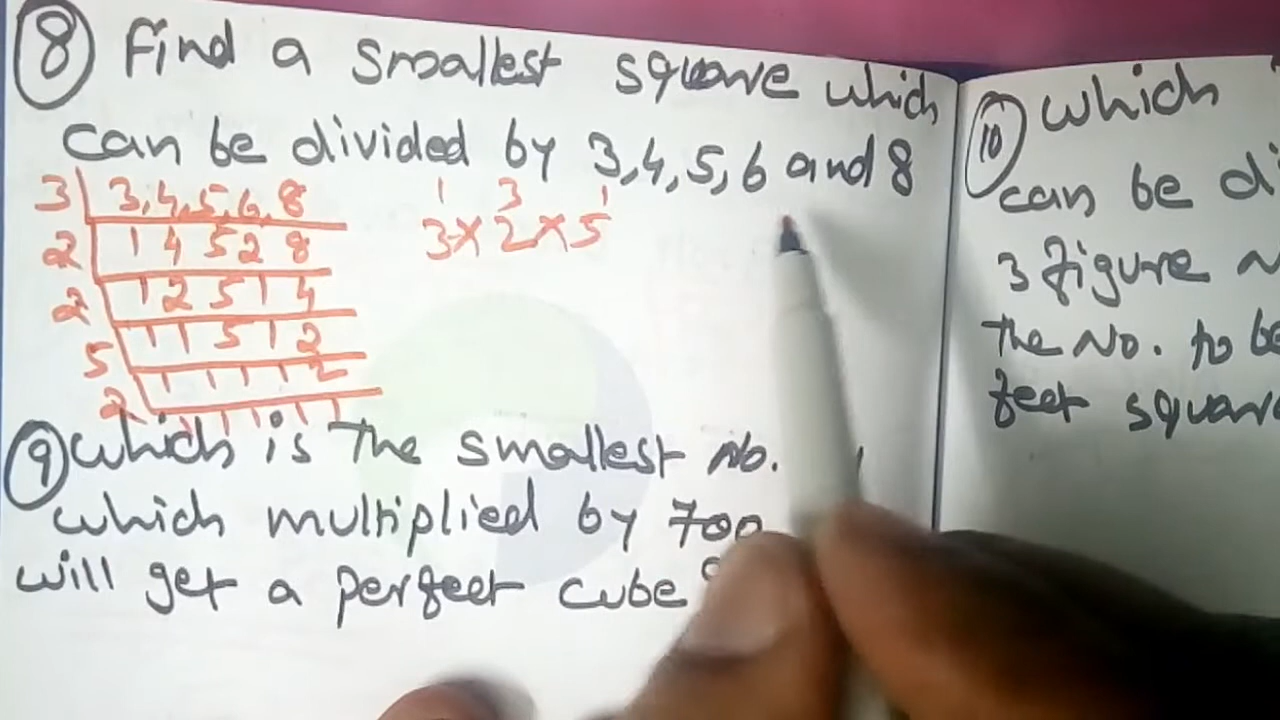 8 Find a smallest square which
can be divided by 3,4,5,6 and 8
3 3,4,5,6,8
2 1 4 5 2 8
2 1 2 5 1 4
5 1 1 5 1 2
2 1 1 1 1 2
1 1 1 1 1
1 3 1
3×2×5
9 which is The smallest No.
which multiplied by 700
will get a perfect cube
10 which
can be di
3 figure N
The No. to be
fect square